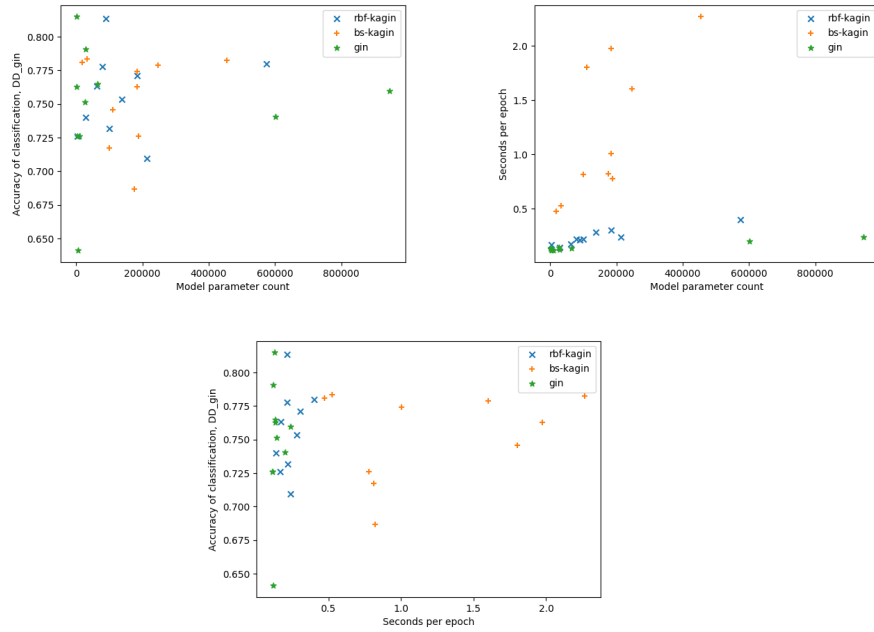 0.800
0.775
0.750
0.725
0.700
0.675
0.650
Accuracy of classification, DD_gin
0 200000 400000 600000 800000
Model parameter count
rbf-kagin
bs-kagin
gin
2.0
1.5
1.0
0.5
Seconds per epoch
0 200000 400000 600000 800000
Model parameter count
rbf-kagin
bs-kagin
gin
0.800
0.775
0.750
0.725
0.700
0.675
0.650
Accuracy of classification, DD_gin
0.5 1.0 1.5 2.0
Seconds per epoch
rbf-kagin
bs-kagin
gin